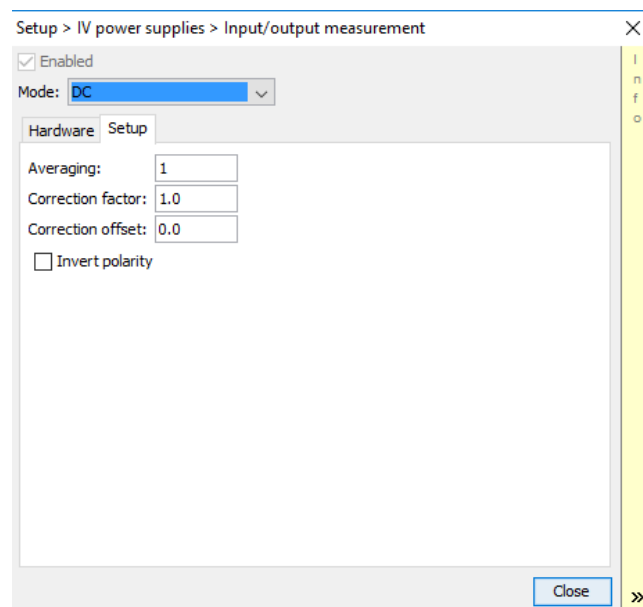 Setup > IV power supplies > Input/output measurement
Enabled
Mode: DC
Hardware Setup
Averaging: 1
Correction factor: 1.0
Correction offset: 0.0
Invert polarity
Close
Info
»